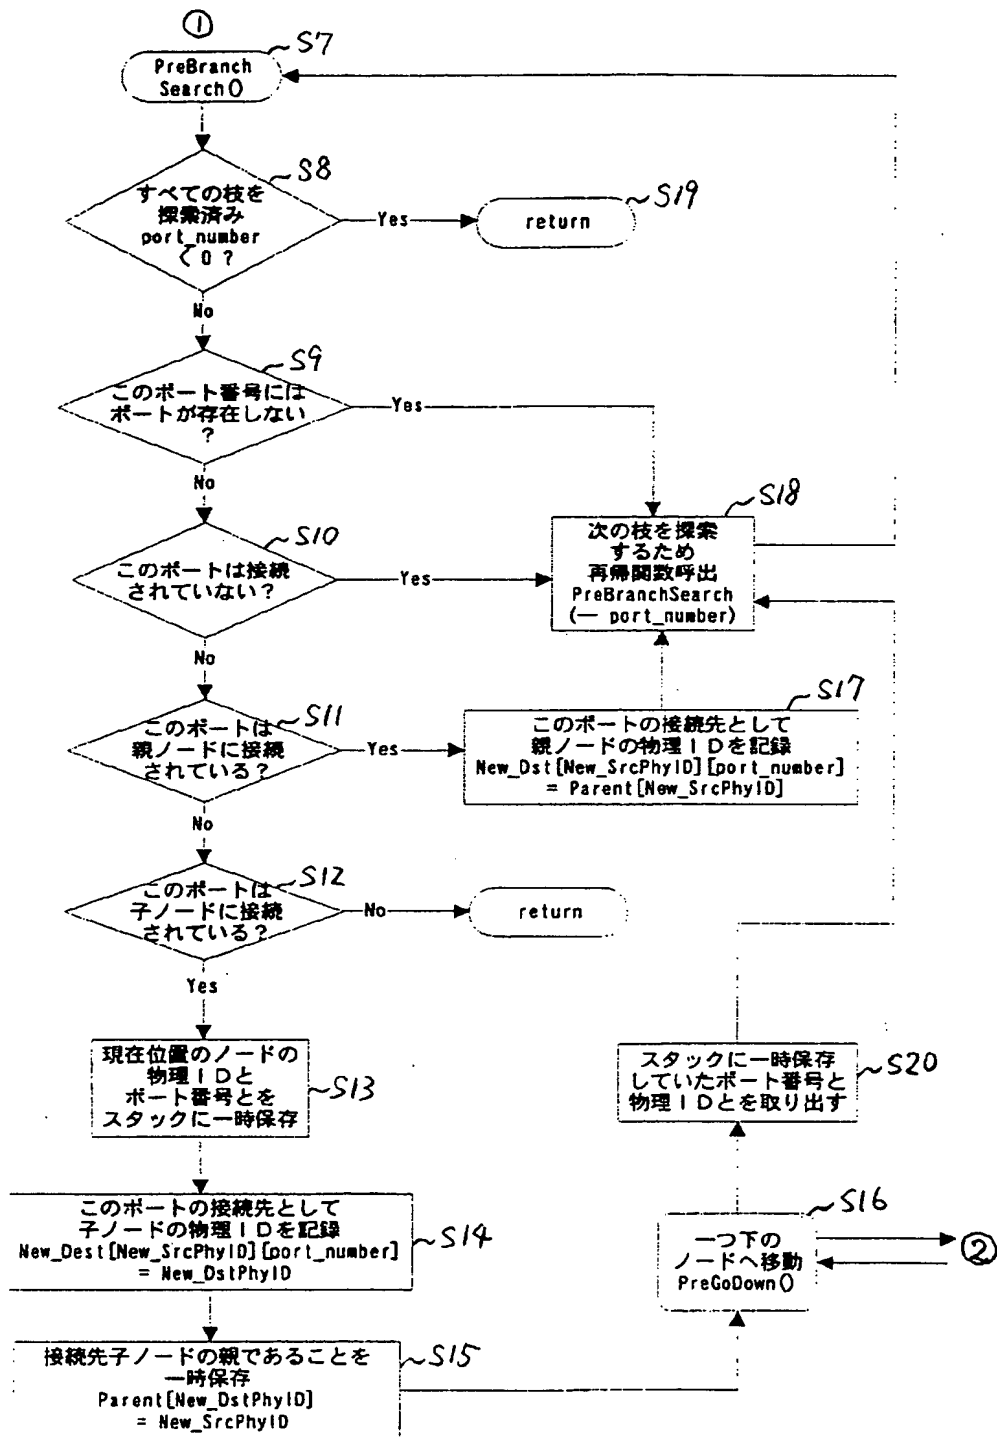 ①
S7
PreBranch
Search()
S8
すべての枝を
探索済み
port_number
< 0 ?
Yes
S19
return
No
S9
このポート番号には
ポートが存在しない
?
Yes
No
S18
次の枝を探索
するため
再帰関数呼出
PreBranchSearch
(— port_number)
S10
このポートは接続
されていない?
Yes
No
S11
このポートは
親ノードに接続
されている?
Yes
S17
このポートの接続先として
親ノードの物理IDを記録
New_Dst[New_SrcPhyID][port_number]
= Parent[New_SrcPhyID]
No
S12
このポートは
子ノードに接続
されている?
No
return
Yes
現在位置のノードの
物理IDと
ポート番号とを
スタックに一時保存
S13
スタックに一時保存
していたポート番号と
物理IDとを取り出す
S20
このポートの接続先として
子ノードの物理IDを記録
New_Dest[New_SrcPhyID][port_number]
= New_DstPhyID
S14
S16
一つ下の
ノードへ移動
PreGoDown()
②
接続先子ノードの親であることを
一時保存
Parent[New_DstPhyID]
= New_SrcPhyID
S15